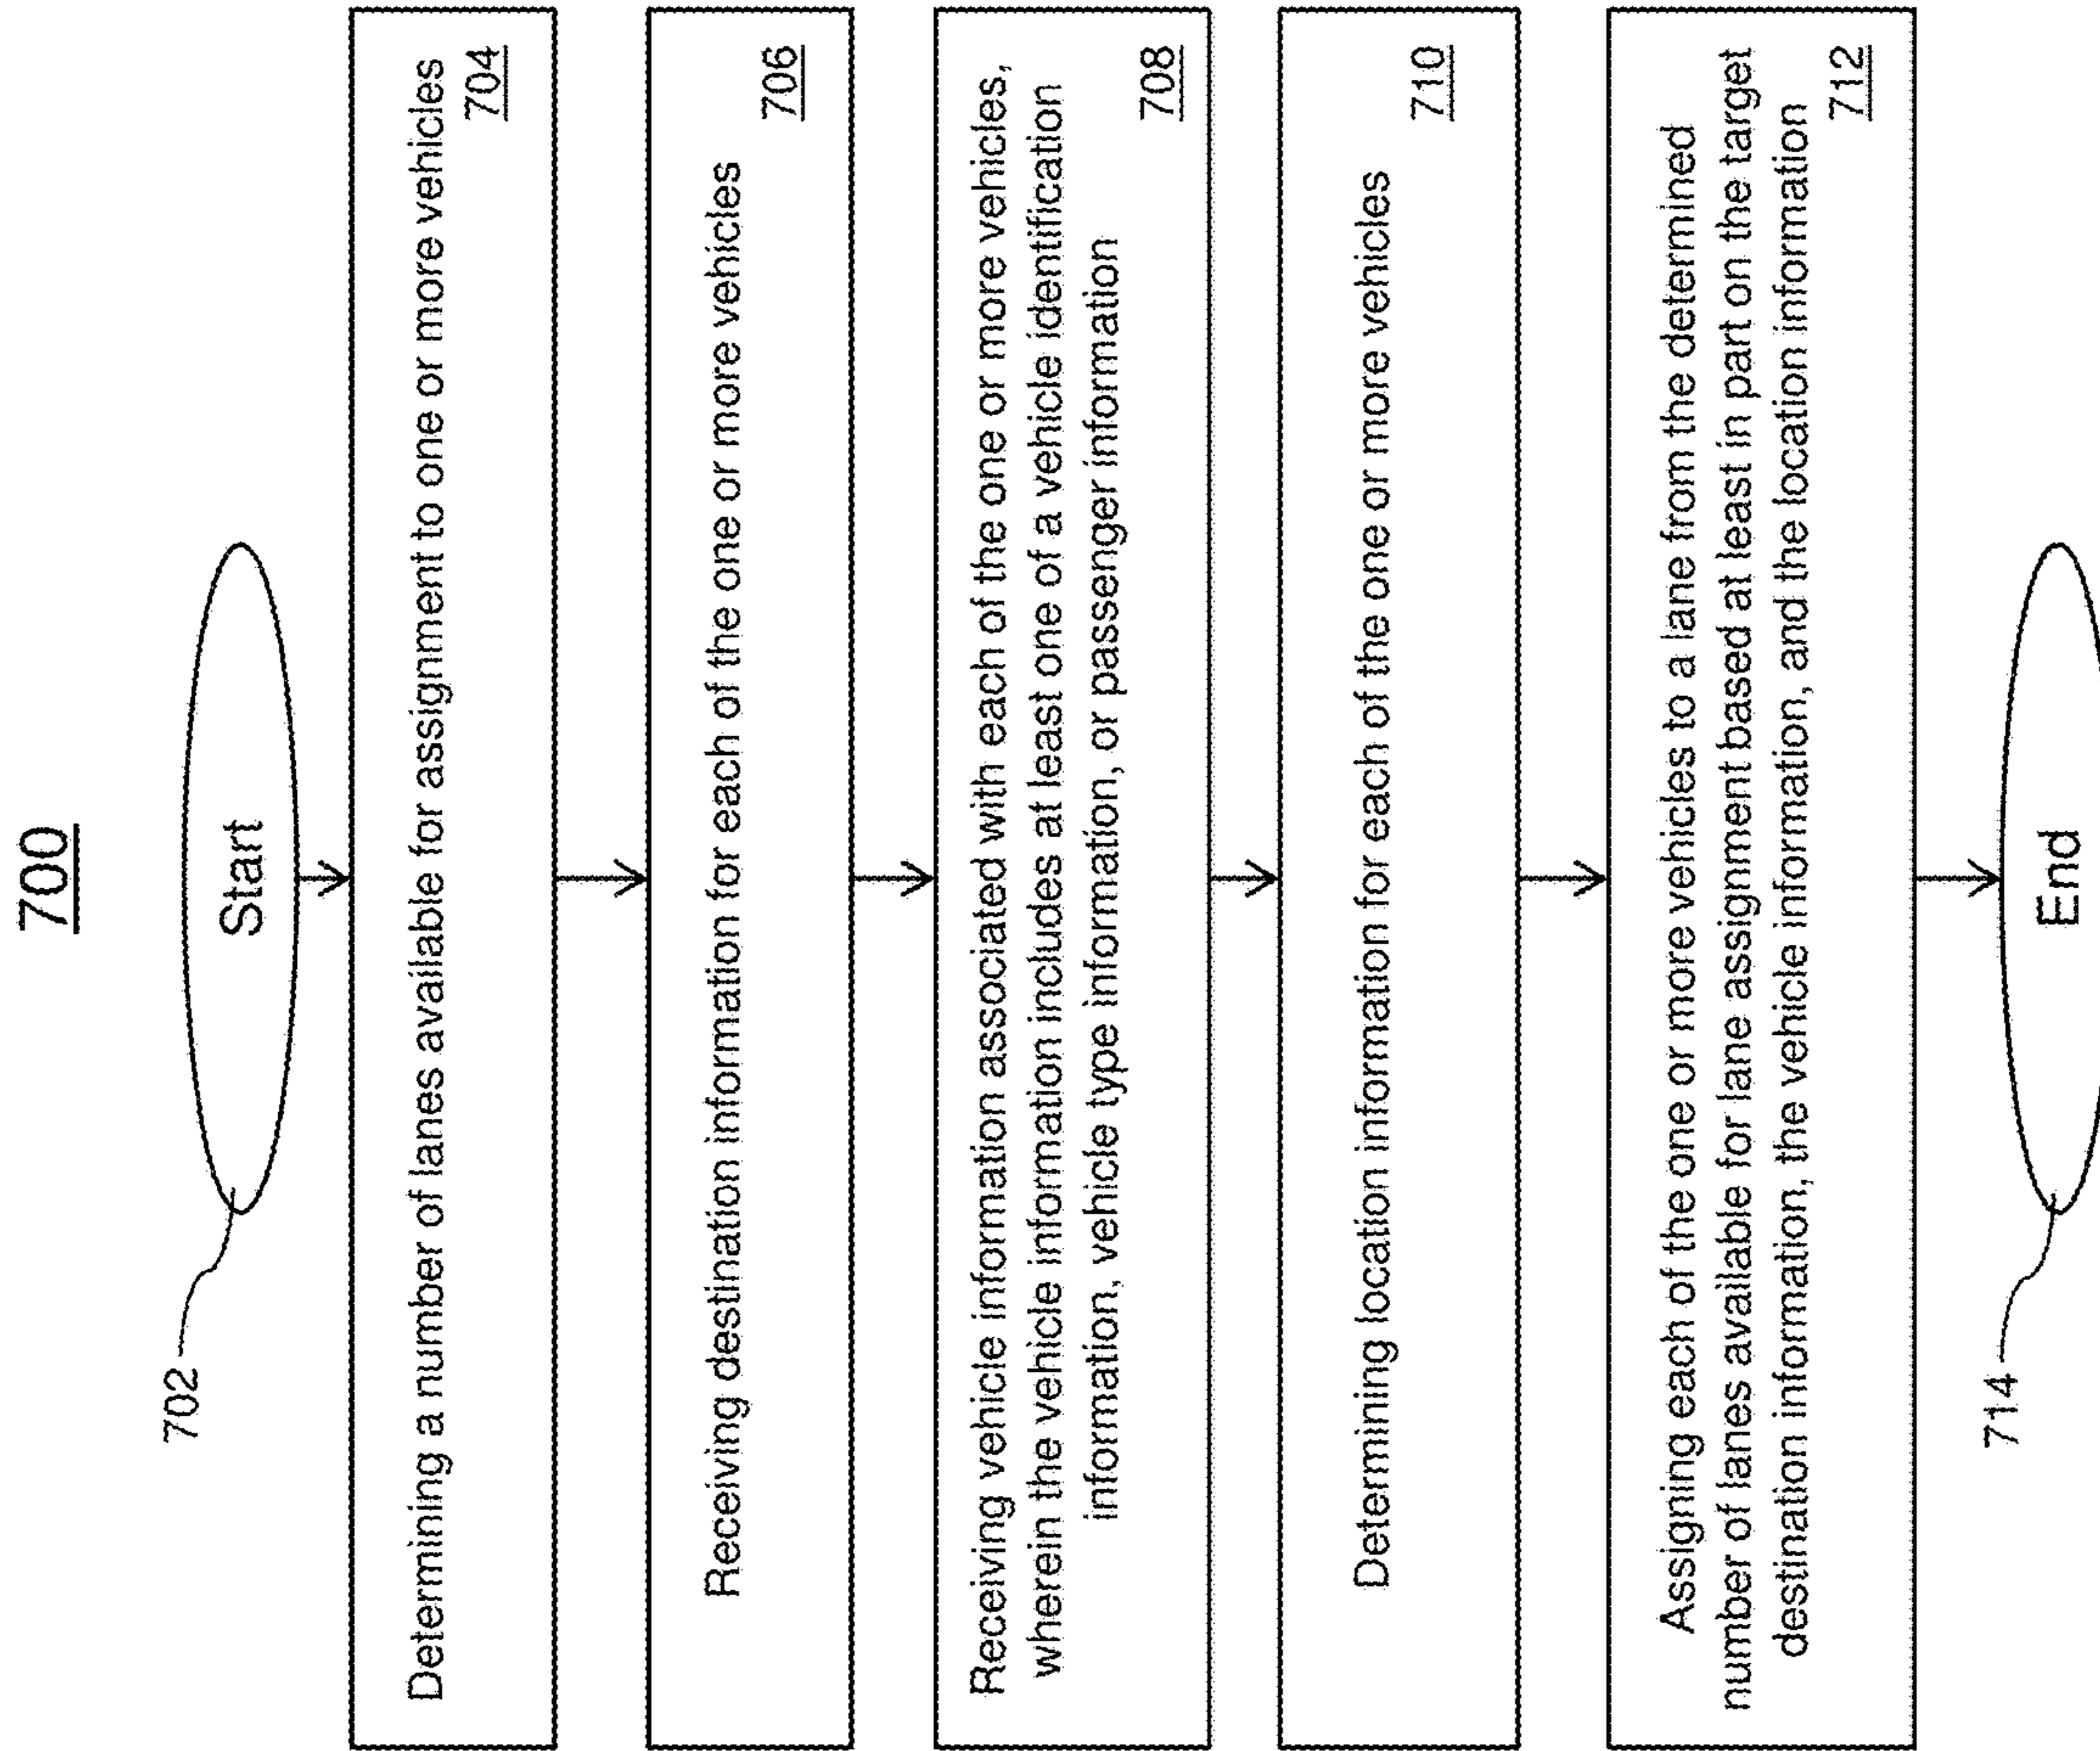 700
702
Start
Determining a number of lanes available for assignment to one or more vehicles
704
Receiving destination information for each of the one or more vehicles
706
Receiving vehicle information associated with each of the one or more vehicles,
wherein the vehicle information includes at least one of a vehicle identification
information, vehicle type information, or passenger information
708
Determining location information for each of the one or more vehicles
710
Assigning each of the one or more vehicles to a lane from the determined
number of lanes available for lane assignment based at least in part on the target
destination information, the vehicle information, and the location information
712
714
End